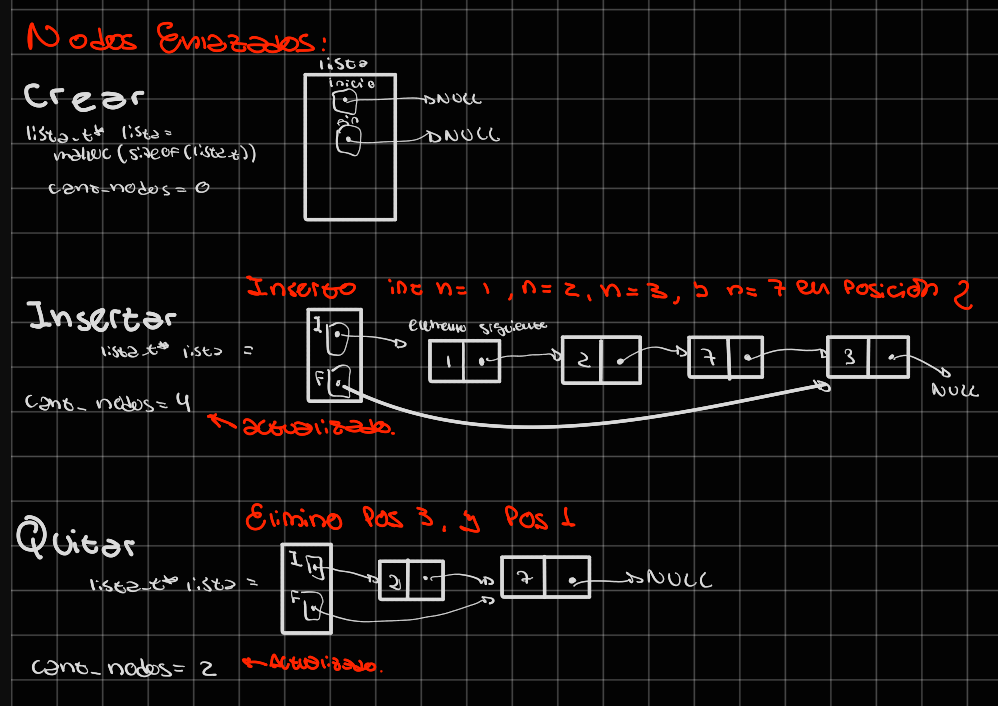 Nodos Enlazados:
lista
inicio
Crear
NULL
fin
NULL
lista_t* lista =
malloc(sizeof(lista_t))
cant_nodos = 0
Inserto int n = 1, n = 2, n = 3, y n = 7 en posición 2
Insertar
I
elemento siguiente
lista_t* lista =
1
2
7
3
F
NULL
cant_nodos = 4
actualizado.
Elimino Pos 3, y Pos 1
Quitar
I
lista_t* lista =
2
7
NULL
F
cant_nodos = 2
Actualizado.